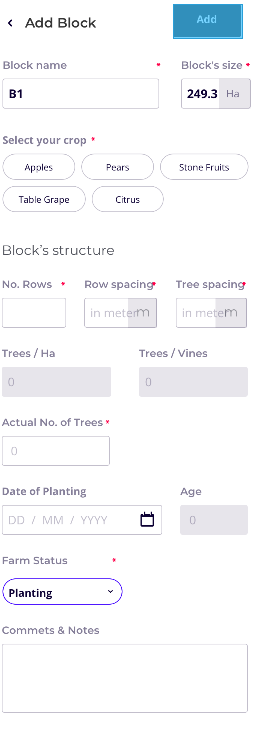 Add Block
Add
Block name *
Block's size *
B1
249.3 Ha
Select your crop *
Apples
Pears
Stone Fruits
Table Grape
Citrus
Block's structure
No. Rows *
Row spacing*
Tree spacing*
in meter m
in meter m
Trees / Ha
Trees / Vines
0
0
Actual No. of Trees *
0
Date of Planting
Age
DD / MM / YYYY
0
Farm Status *
Planting
Commets & Notes